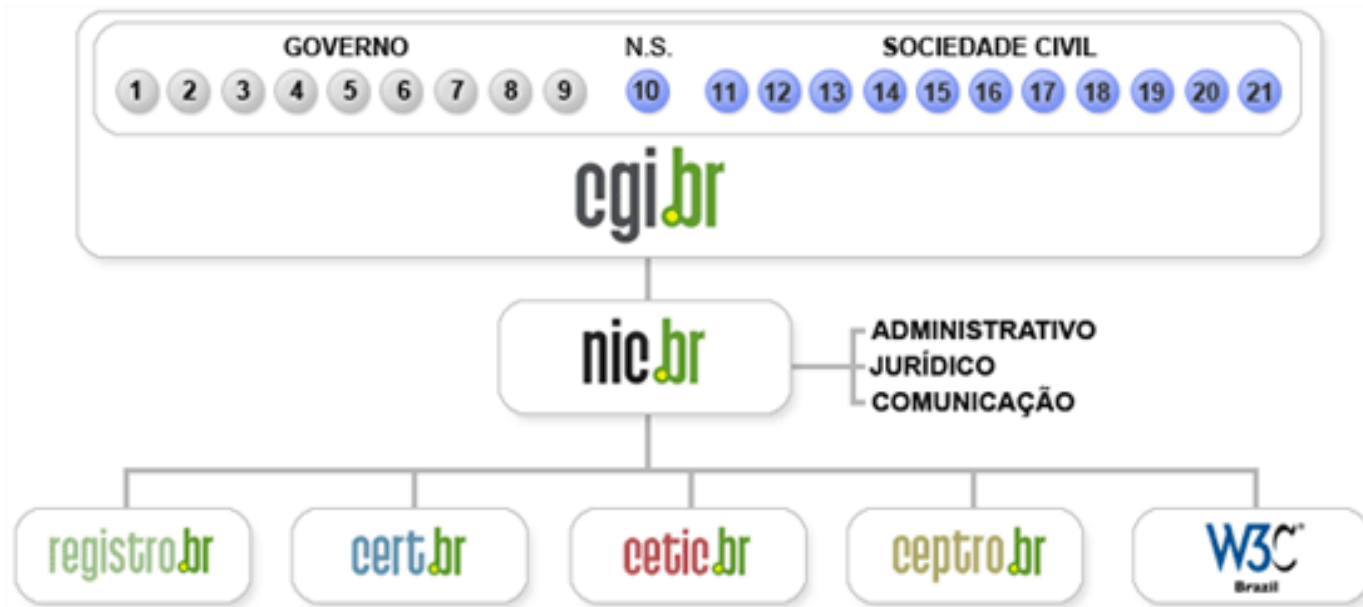 GOVERNO N.S. SOCIEDADE CIVIL
1 2 3 4 5 6 7 8 9 10 11 12 13 14 15 16 17 18 19 20 21
cgi.br
nic.br
ADMINISTRATIVO
JURÍDICO
COMUNICAÇÃO
registro.br cert.br cetic.br ceptro.br W3C
Brazil